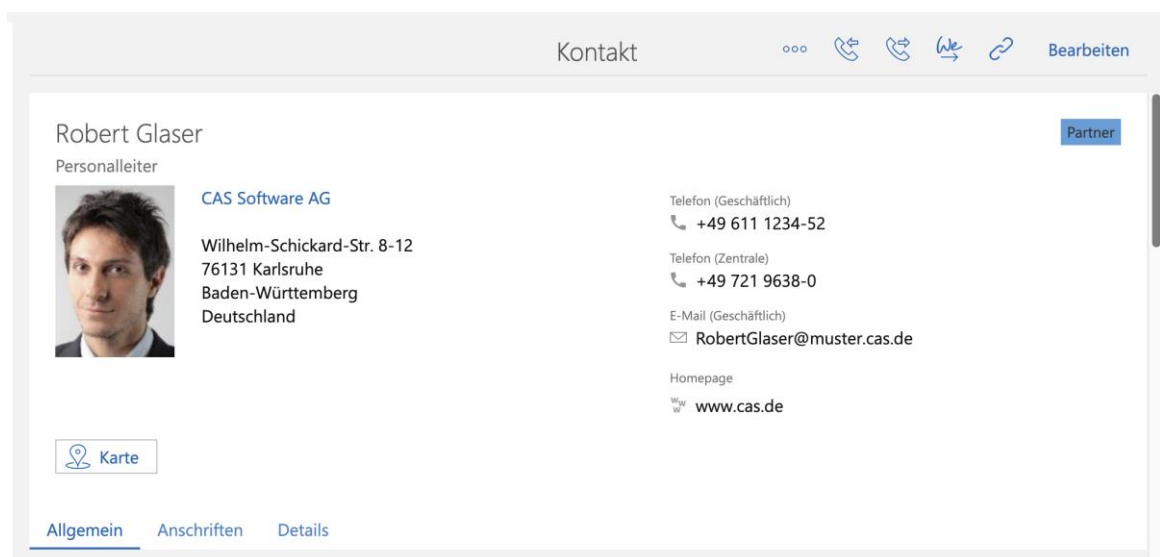 Kontakt
Bearbeiten
Robert Glaser
Partner
Personalleiter
CAS Software AG
Wilhelm-Schickard-Str. 8-12
76131 Karlsruhe
Baden-Württemberg
Deutschland
Telefon (Geschäftlich)
+49 611 1234-52
Telefon (Zentrale)
+49 721 9638-0
E-Mail (Geschäftlich)
RobertGlaser@muster.cas.de
Homepage
www.cas.de
Karte
Allgemein Anschriften Details